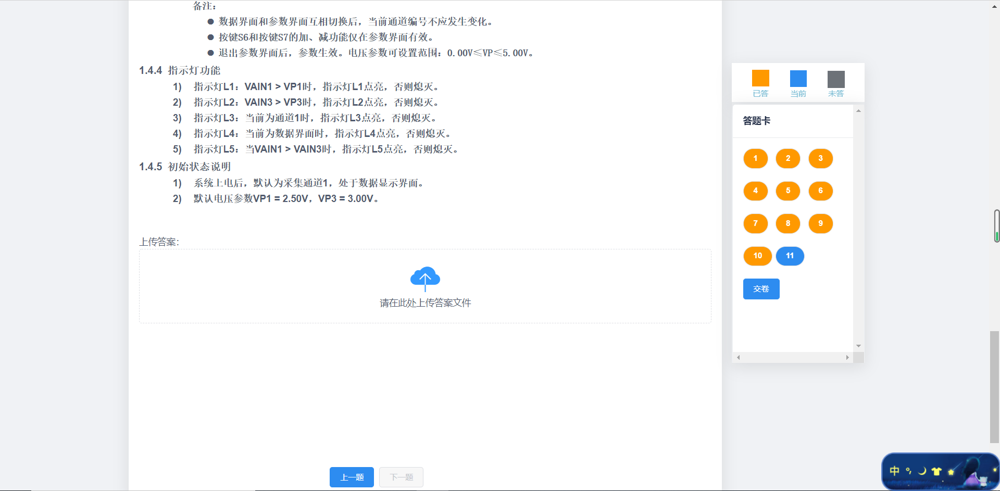 备注：
● 数据界面和参数界面互相切换后，当前通道编号不应发生变化。
● 按键S6和按键S7的加、减功能仅在参数界面有效。
● 退出参数界面后，参数生效。电压参数可设置范围：0.00V≤VP≤5.00V。
1.4.4 指示灯功能
1) 指示灯L1：VAIN1 > VP1时，指示灯L1点亮，否则熄灭。
2) 指示灯L2：VAIN3 > VP3时，指示灯L2点亮，否则熄灭。
3) 指示灯L3：当前为通道1时，指示灯L3点亮，否则熄灭。
4) 指示灯L4：当前为数据界面时，指示灯L4点亮，否则熄灭。
5) 指示灯L5：当VAIN1 > VAIN3时，指示灯L5点亮，否则熄灭。
1.4.5 初始状态说明
1) 系统上电后，默认为采集通道1，处于数据显示界面。
2) 默认电压参数VP1 = 2.50V，VP3 = 3.00V。
上传答案：
请在此处上传答案文件
上一题 下一题
已答 当前 未答
答题卡
1 2 3
4 5 6
7 8 9
10 11
交卷
中